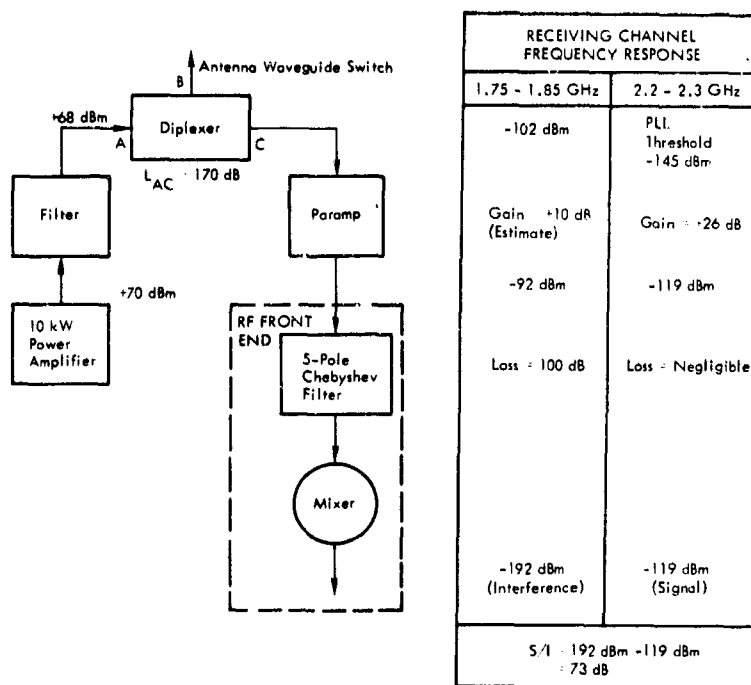 B
Antenna Waveguide Switch
+68 dBm
A
Diplexer
C
L AC 170 dB
Filter
Paramp
+70 dBm
10 kW
Power
Amplifier
RF FRONT
END
5-Pole
Chebyshev
Filter
Mixer
RECEIVING CHANNEL
FREQUENCY RESPONSE
1.75 - 1.85 GHz
2.2 - 2.3 GHz
-102 dBm
PLL
Threshold
-145 dBm
Gain +10 dB
(Estimate)
Gain = +26 dB
-92 dBm
-119 dBm
Loss = 100 dB
Loss = Negligible
-192 dBm
(Interference)
-119 dBm
(Signal)
S/I 192 dBm -119 dBm
= 73 dB